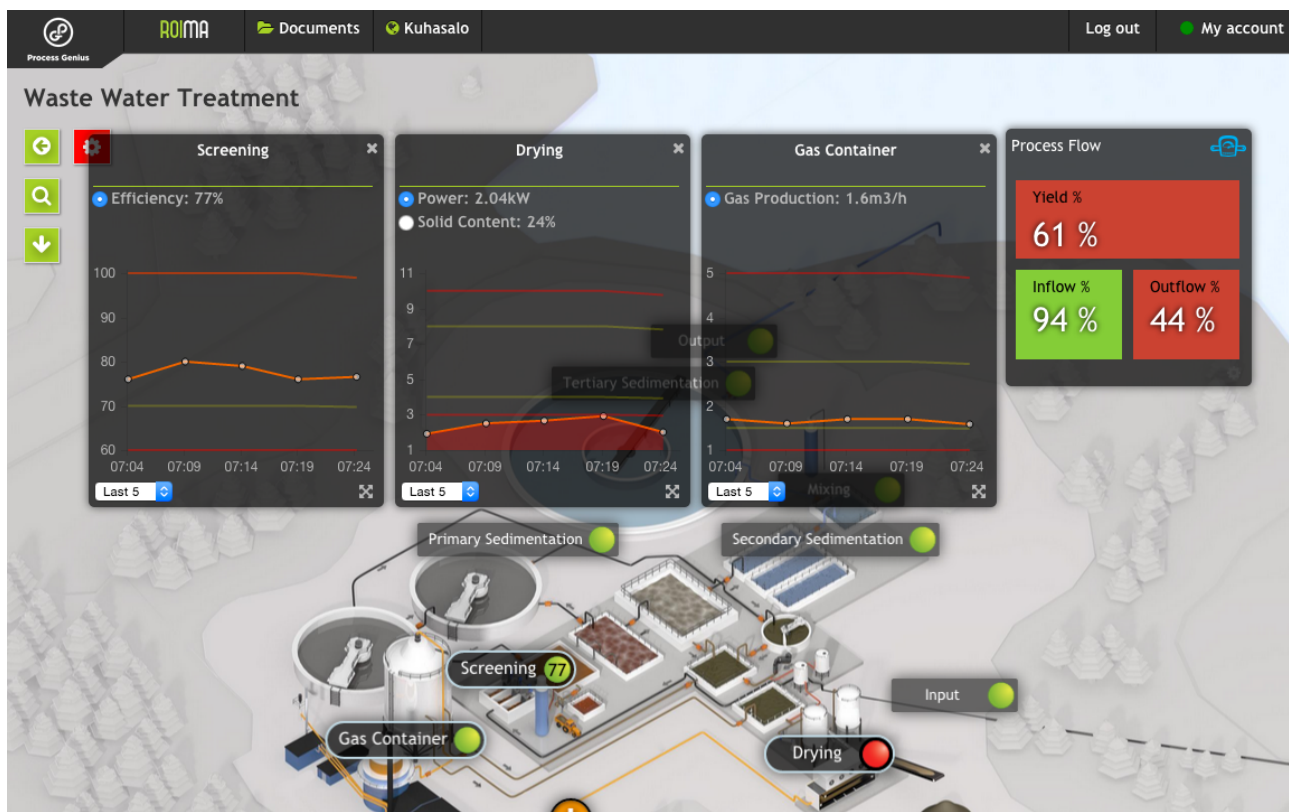 Process Genius
ROIMA
Documents
Kuhasalo
Log out
My account
Waste Water Treatment
Screening
Efficiency: 77%
100
90
80
70
60
07:04 07:09 07:14 07:19 07:24
Last 5
Drying
Power: 2.04kW
Solid Content: 24%
11
9
7
5
3
1
07:04 07:09 07:14 07:19 07:24
Last 5
Gas Container
Gas Production: 1.6m3/h
5
4
3
2
1
07:04 07:09 07:14 07:19 07:24
Last 5
Process Flow
Yield %
61 %
Inflow % Outflow %
94 % 44 %
Output
Tertiary Sedimentation
Mixing
Primary Sedimentation
Secondary Sedimentation
Screening 77
Input
Gas Container
Drying